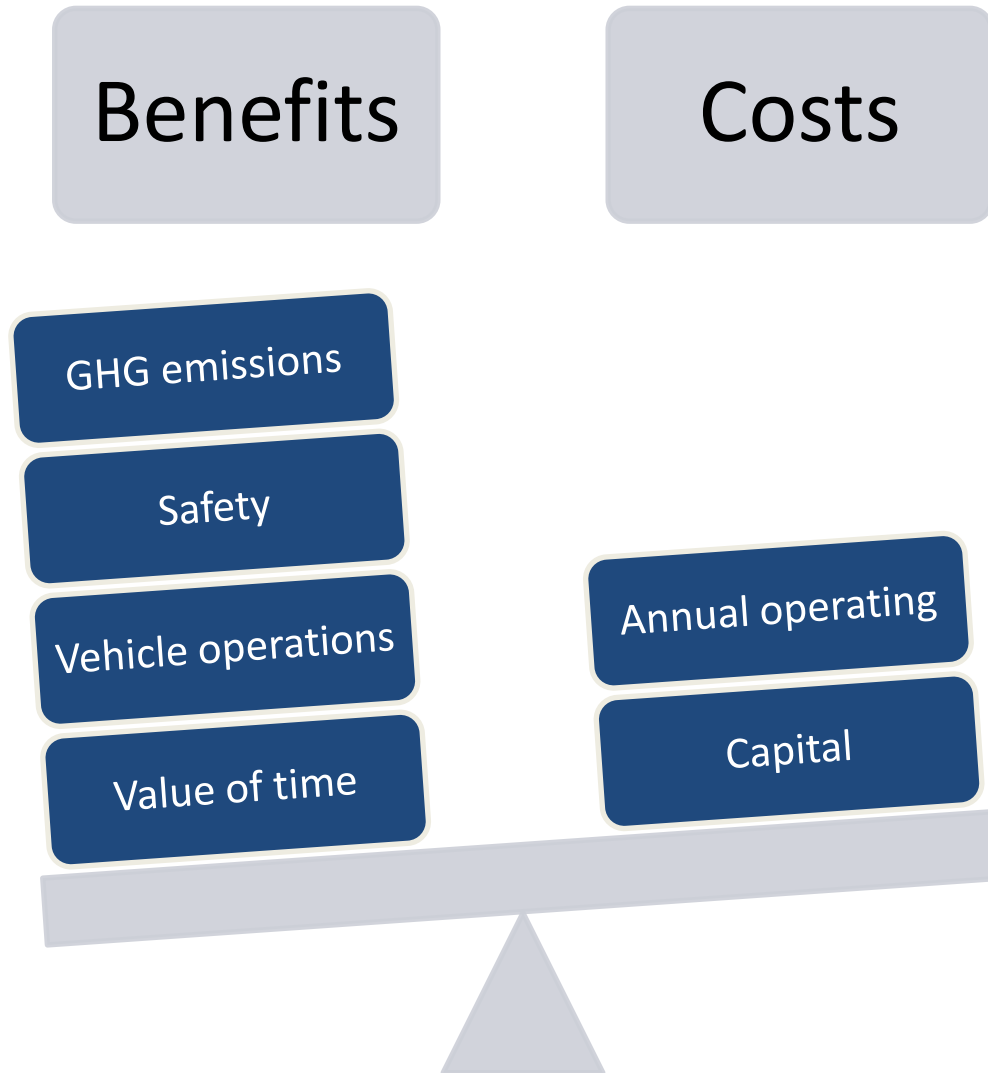 Benefits
Costs
GHG emissions
Safety
Vehicle operations
Value of time
Annual operating
Capital